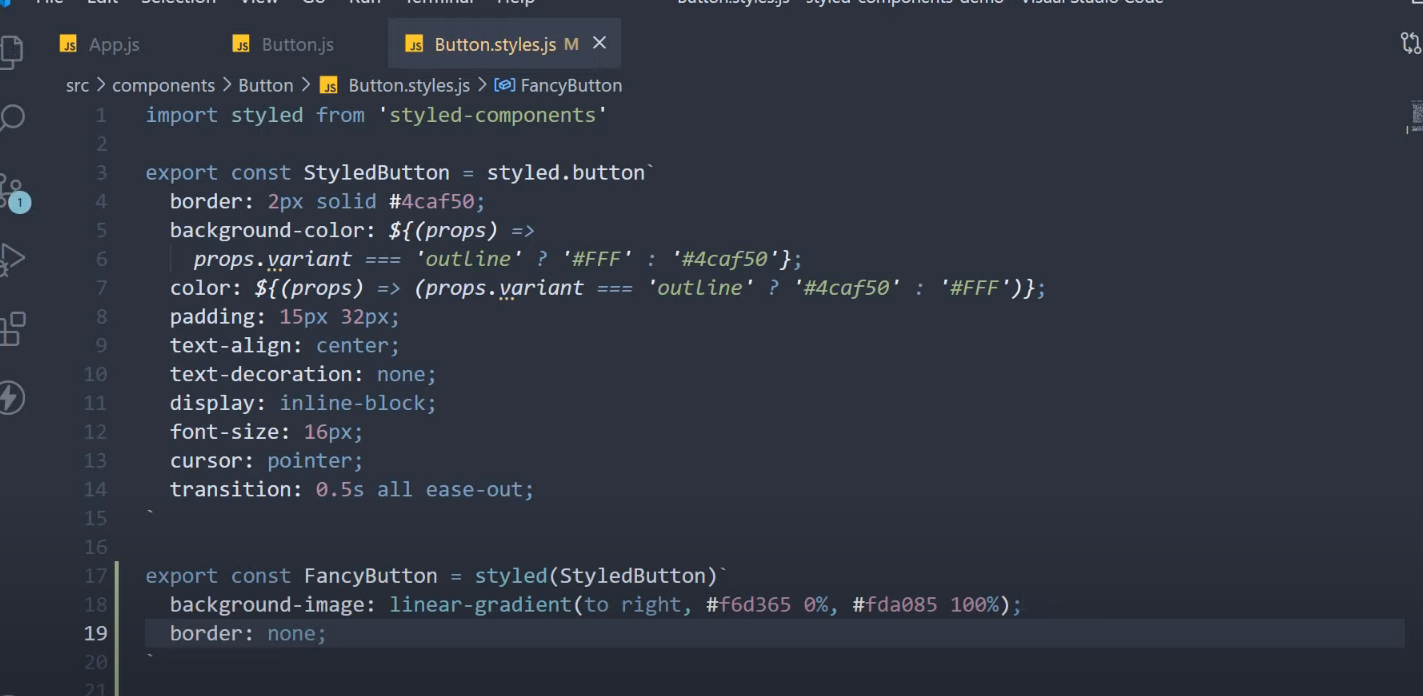 File Edit Selection View Go Run Terminal Help Button.styles.js - styled-components-demo - Visual Studio Code
JS App.js JS Button.js JS Button.styles.js M
src > components > Button > JS Button.styles.js > FancyButton
1 import styled from 'styled-components'
2
3 export const StyledButton = styled.button`
4 border: 2px solid #4caf50;
5 background-color: ${(props) =>
6 props.variant === 'outline' ? '#FFF' : '#4caf50'};
7 color: ${(props) => (props.variant === 'outline' ? '#4caf50' : '#FFF')};
8 padding: 15px 32px;
9 text-align: center;
10 text-decoration: none;
11 display: inline-block;
12 font-size: 16px;
13 cursor: pointer;
14 transition: 0.5s all ease-out;
15 `
16
17 export const FancyButton = styled(StyledButton)`
18 background-image: linear-gradient(to right, #f6d365 0%, #fda085 100%);
19 border: none;
20 `
21
1